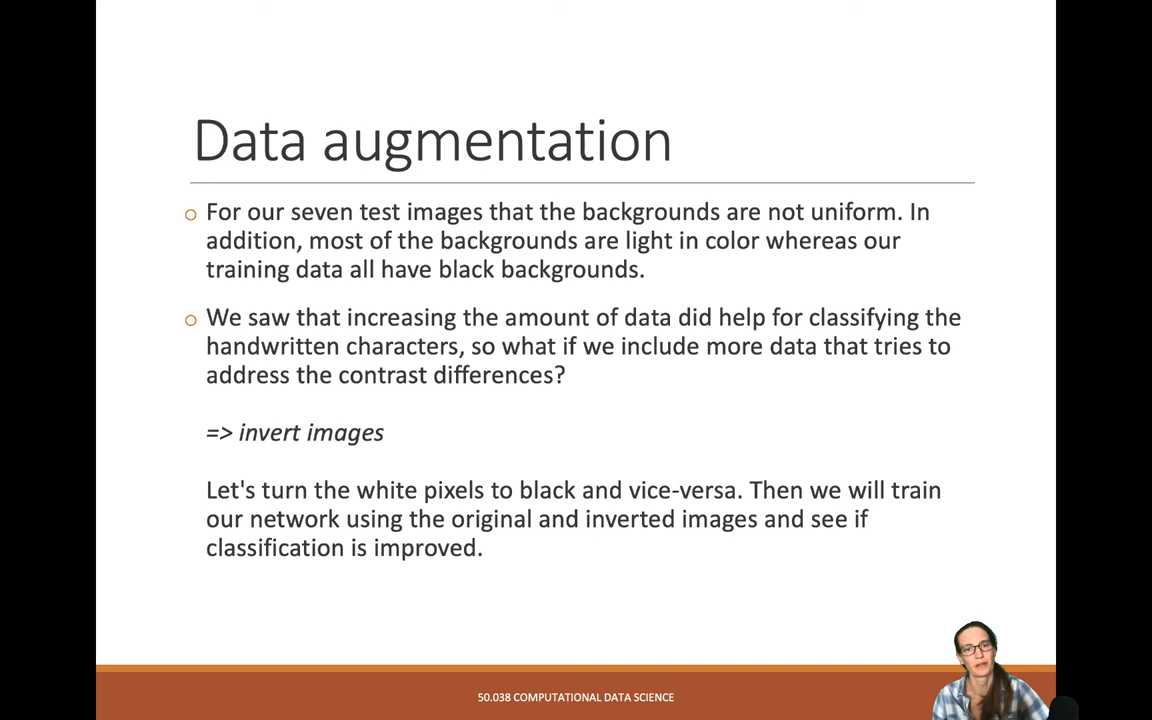 Data augmentation
o For our seven test images that the backgrounds are not uniform. In
addition, most of the backgrounds are light in color whereas our
training data all have black backgrounds.
o We saw that increasing the amount of data did help for classifying the
handwritten characters, so what if we include more data that tries to
address the contrast differences?
=> invert images
Let's turn the white pixels to black and vice-versa. Then we will train
our network using the original and inverted images and see if
classification is improved.
50.038 COMPUTATIONAL DATA SCIENCE